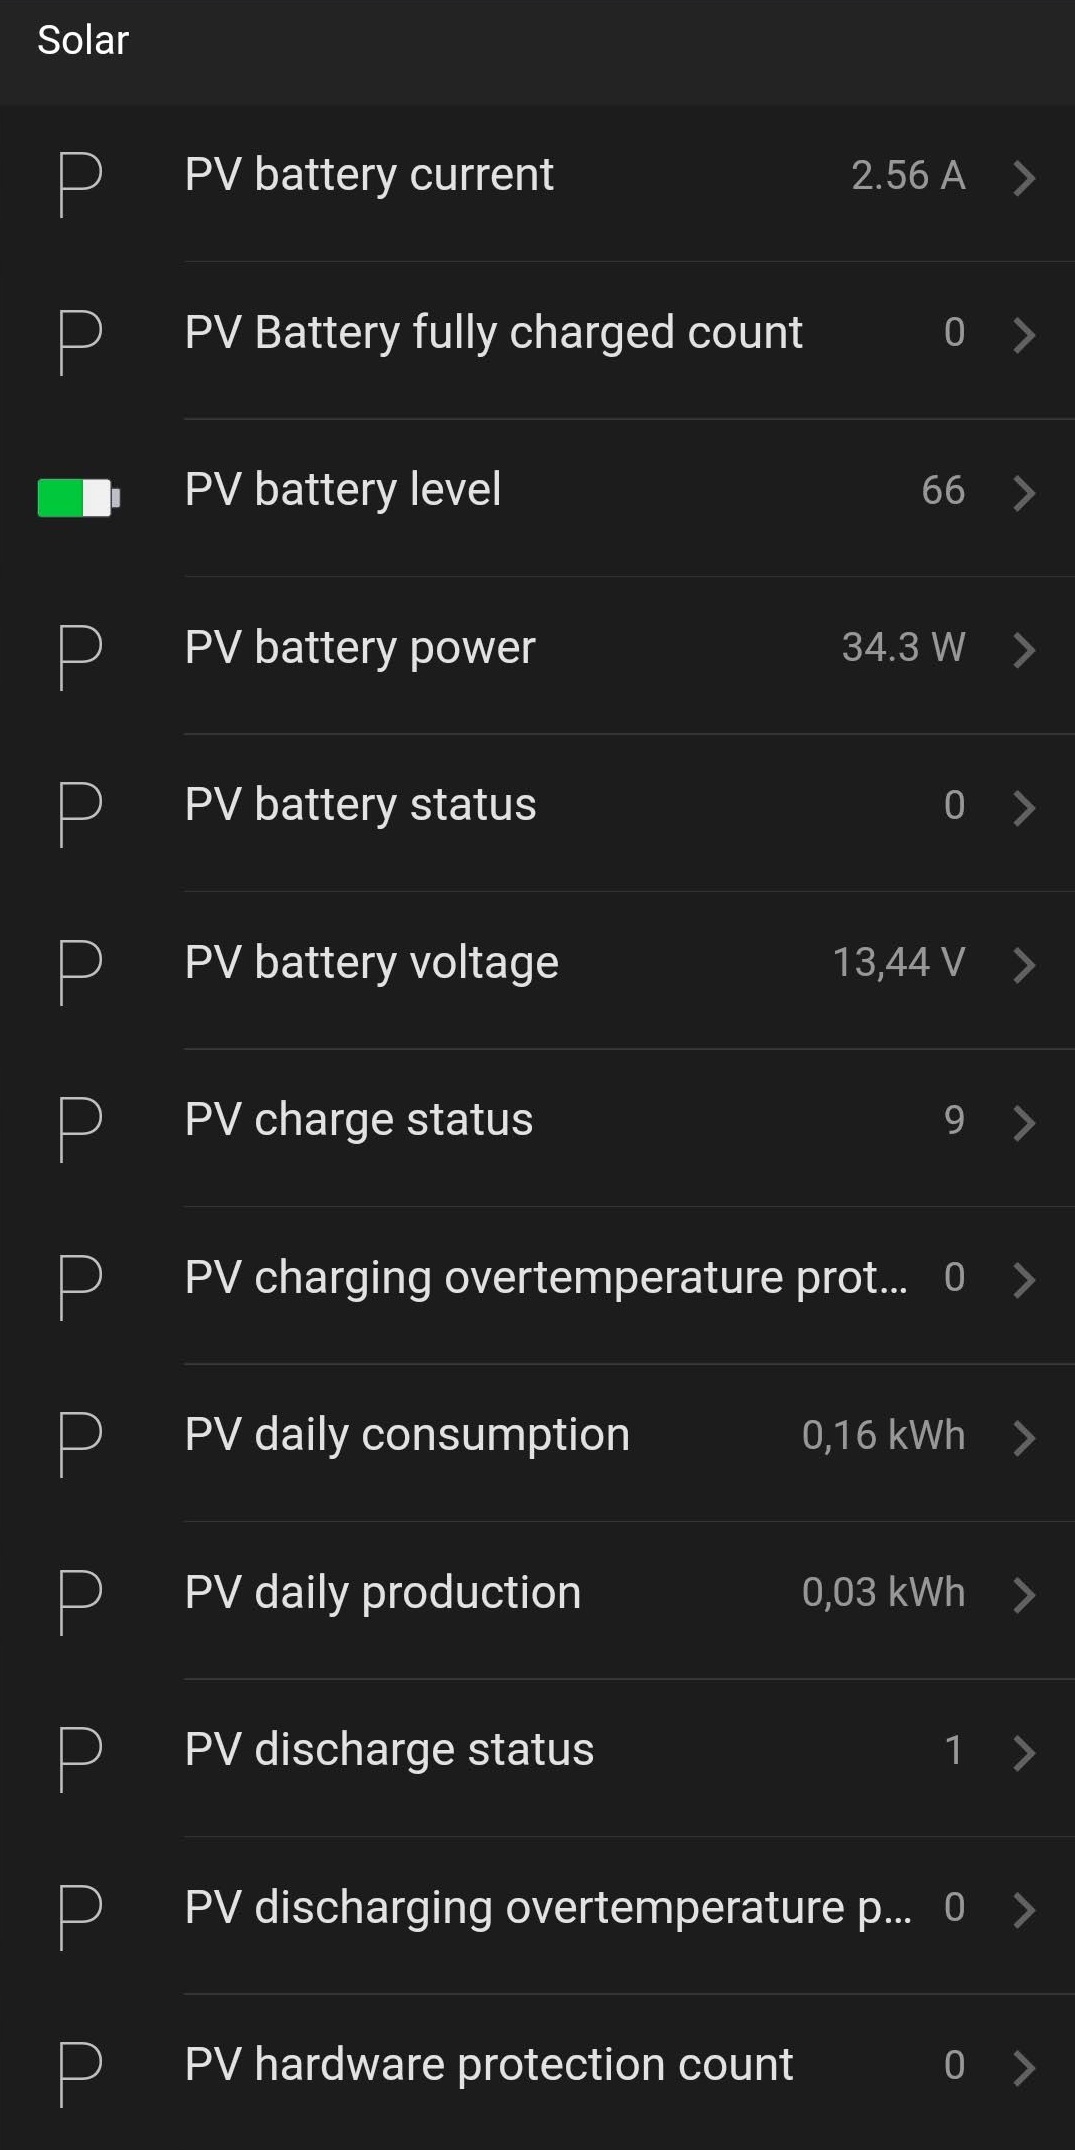 Solar
P PV battery current 2.56 A
P PV Battery fully charged count 0
PV battery level 66
P PV battery power 34.3 W
P PV battery status 0
P PV battery voltage 13,44 V
P PV charge status 9
P PV charging overtemperature prot... 0
P PV daily consumption 0,16 kWh
P PV daily production 0,03 kWh
P PV discharge status 1
P PV discharging overtemperature p... 0
P PV hardware protection count 0